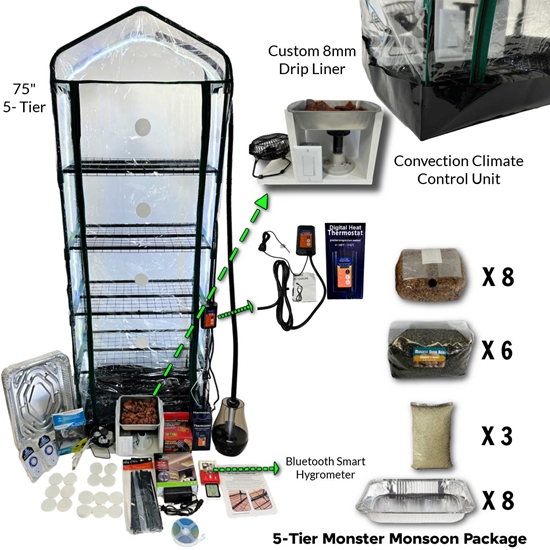 Custom 8mm
Drip Liner
75"
5- Tier
Convection Climate
Control Unit
Digital Heat
Thermostat
X 8
X 6
X 3
Bluetooth Smart
Hygrometer
X 8
5-Tier Monster Monsoon Package